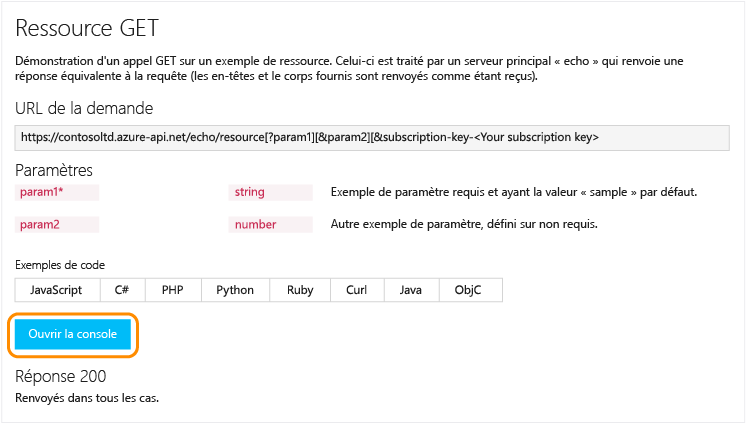 Ressource GET
Démonstration d'un appel GET sur un exemple de ressource. Celui-ci est traité par un serveur principal « echo » qui renvoie une
réponse équivalente à la requête (les en-têtes et le corps fournis sont renvoyés comme étant reçus).
URL de la demande
https://contosoltd.azure-api.net/echo/resource[?param1][&param2][&subscription-key-<Your subscription key>
Paramètres
param1* string Exemple de paramètre requis et ayant la valeur « sample » par défaut.
param2 number Autre exemple de paramètre, défini sur non requis.
Exemples de code
JavaScript C# PHP Python Ruby Curl Java ObjC
Ouvrir la console
Réponse 200
Renvoyés dans tous les cas.